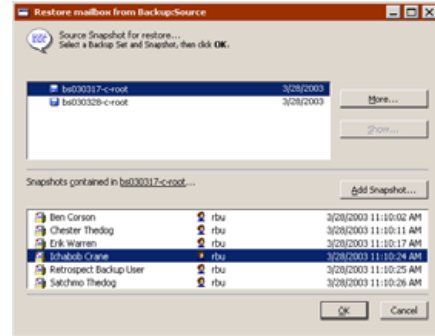 Restore mailbox from Backup:Source
Source Snapshot for restore...
Select a Backup Set and Snapshot, then click OK.
bs030317-c-root 3/28/2003
bs030328-c-root 3/28/2003
More...
Show...
Snapshots contained in bs030317-c-root...
Add Snapshot...
Ben Corson rbu 3/28/2003 11:10:02 AM
Chester Thedog rbu 3/28/2003 11:10:11 AM
Erik Warren rbu 3/28/2003 11:10:17 AM
Ichabob Crane rbu 3/28/2003 11:10:24 AM
Retrospect Backup User rbu 3/28/2003 11:10:25 AM
Satchmo Thedog rbu 3/28/2003 11:10:26 AM
OK Cancel